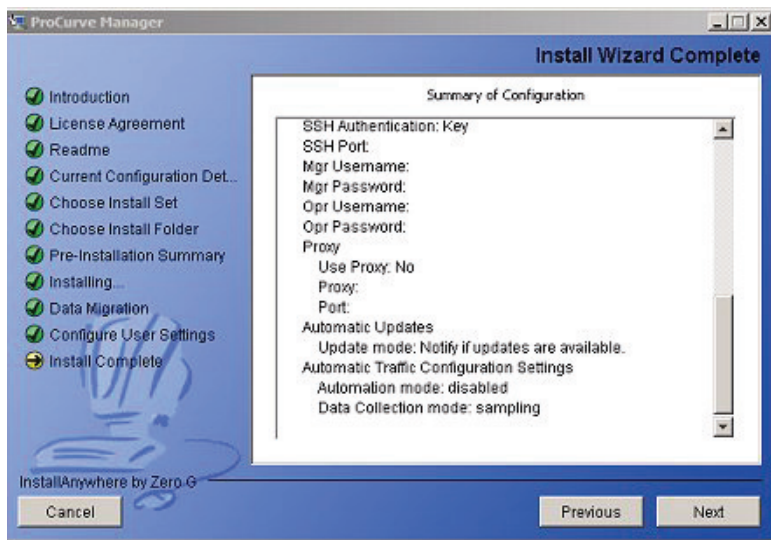 ProCurve Manager
Install Wizard Complete
Introduction
License Agreement
Readme
Current Configuration Det...
Choose Install Set
Choose Install Folder
Pre-Installation Summary
Installing...
Data Migration
Configure User Settings
Install Complete
Summary of Configuration
SSH Authentication: Key
SSH Port:
Mgr Username:
Mgr Password:
Opr Username:
Opr Password:
Proxy
Use Proxy: No
Proxy:
Port:
Automatic Updates
Update mode: Notify if updates are available.
Automatic Traffic Configuration Settings
Automation mode: disabled
Data Collection mode: sampling
InstallAnywhere by Zero G
Cancel
Previous
Next